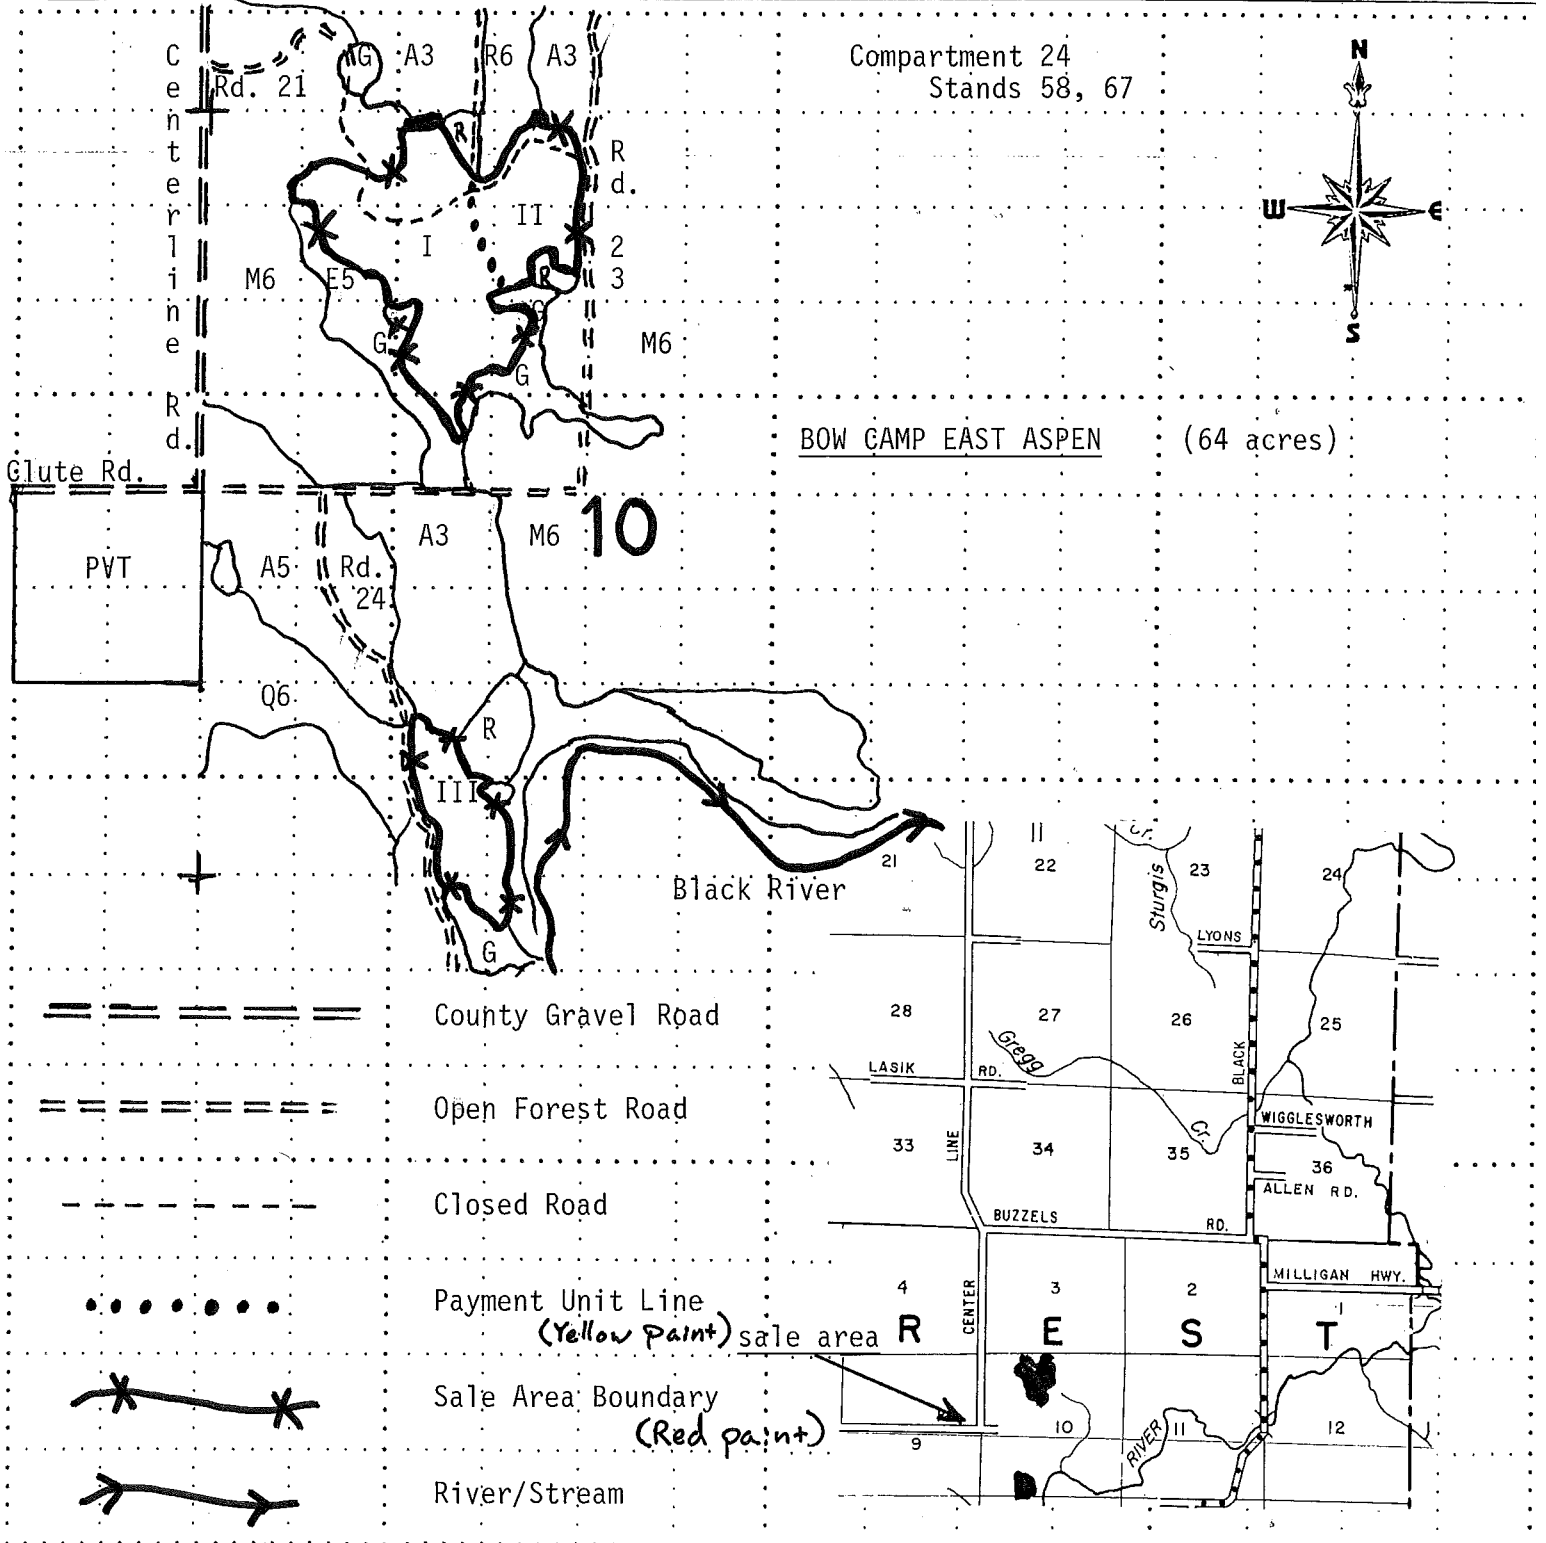 Compartment 24
Stands 58, 67
N
W
E
S
Centerline Rd.
Rd. 21
G
A3
R6
A3
R
Rd. 23
II
I
M6
E5
R
G
G
M6
G
BOW CAMP EAST ASPEN (64 acres)
Clute Rd.
10
A3
M6
PVT
A5
Rd. 24
Q6
R
III
Black River
G
County Gravel Road
Open Forest Road
Closed Road
Payment Unit Line
(Yellow paint)
sale area
Sale Area Boundary
(Red paint)
River/Stream
21
22
23
24
Cr.
Sturgis
LYONS
28
27
26
25
Gregg
Cr.
LASIK RD.
BLACK
WIGGLESWORTH
33
LINE
34
35
36
ALLEN RD.
BUZZELS RD.
MILLIGAN HWY.
4
CENTER
3
2
1
R E S T
9
10
RIVER
11
12